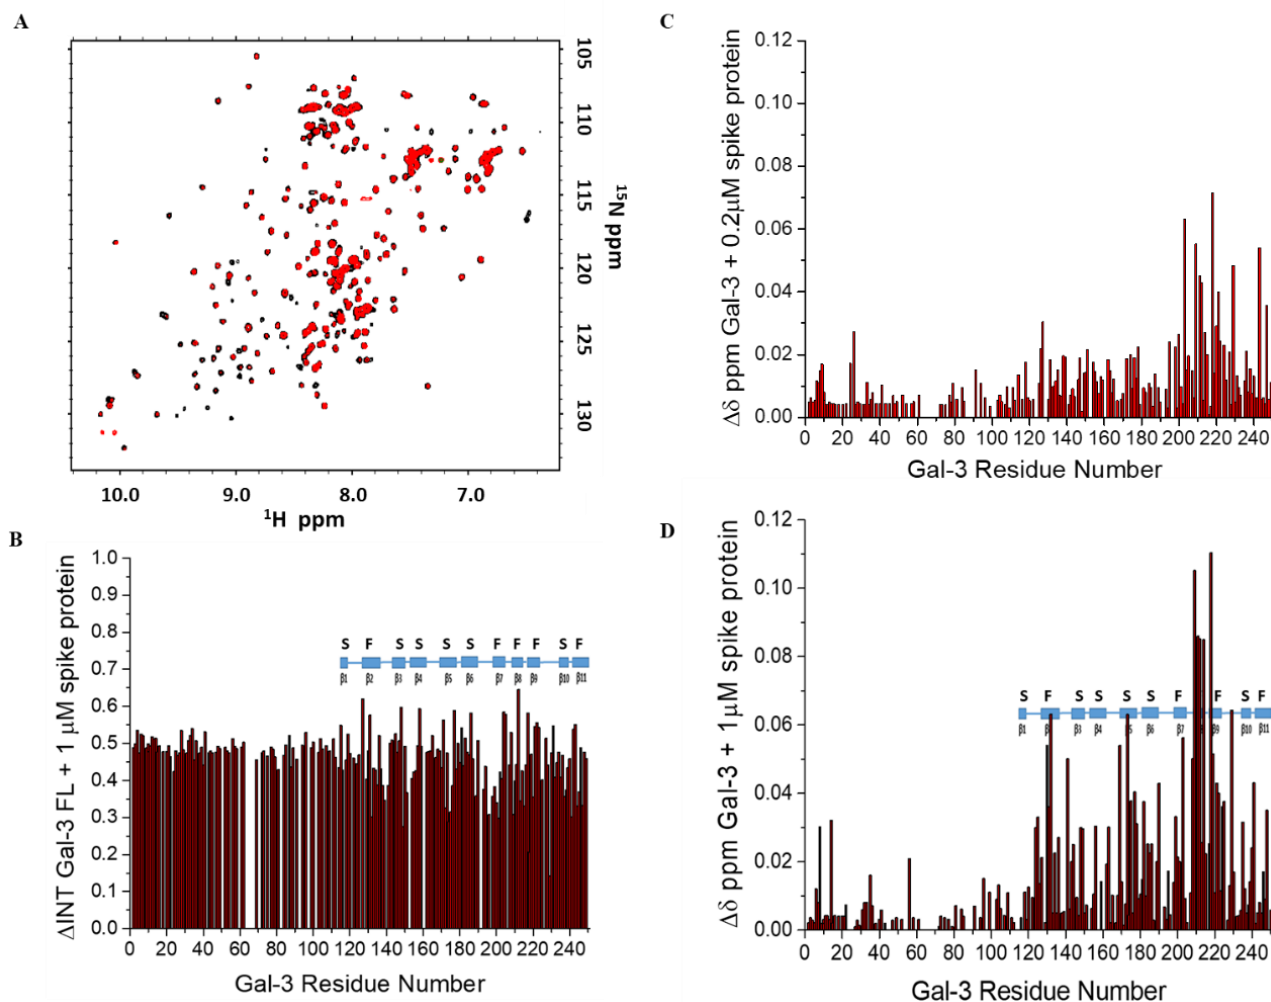 A
105
110
115
120
125
130
15N ppm
10.0 9.0 8.0 7.0
1H ppm
B
ΔINT Gal-3 FL + 1 μM spike protein
1.0
0.9
0.8
0.7
0.6
0.5
0.4
0.3
0.2
0.1
0.0
S F S S S S F F F S F
β1 β2 β3 β4 β5 β6 β7 β8 β9 β10 β11
0 20 40 60 80 100 120 140 160 180 200 220 240
Gal-3 Residue Number
C
Δδ ppm Gal-3 + 0.2μM spike protein
0.12
0.10
0.08
0.06
0.04
0.02
0.00
0 20 40 60 80 100 120 140 160 180 200 220 240
Gal-3 Residue Number
D
Δδ ppm Gal-3 + 1μM spike protein
0.12
0.10
0.08
0.06
0.04
0.02
0.00
S F S S S S F F S F
β1 β3 β4 β6 β7 β9 β10 β11
0 20 40 60 80 100 120 140 160 180 200 220 240
Gal-3 Residue Number